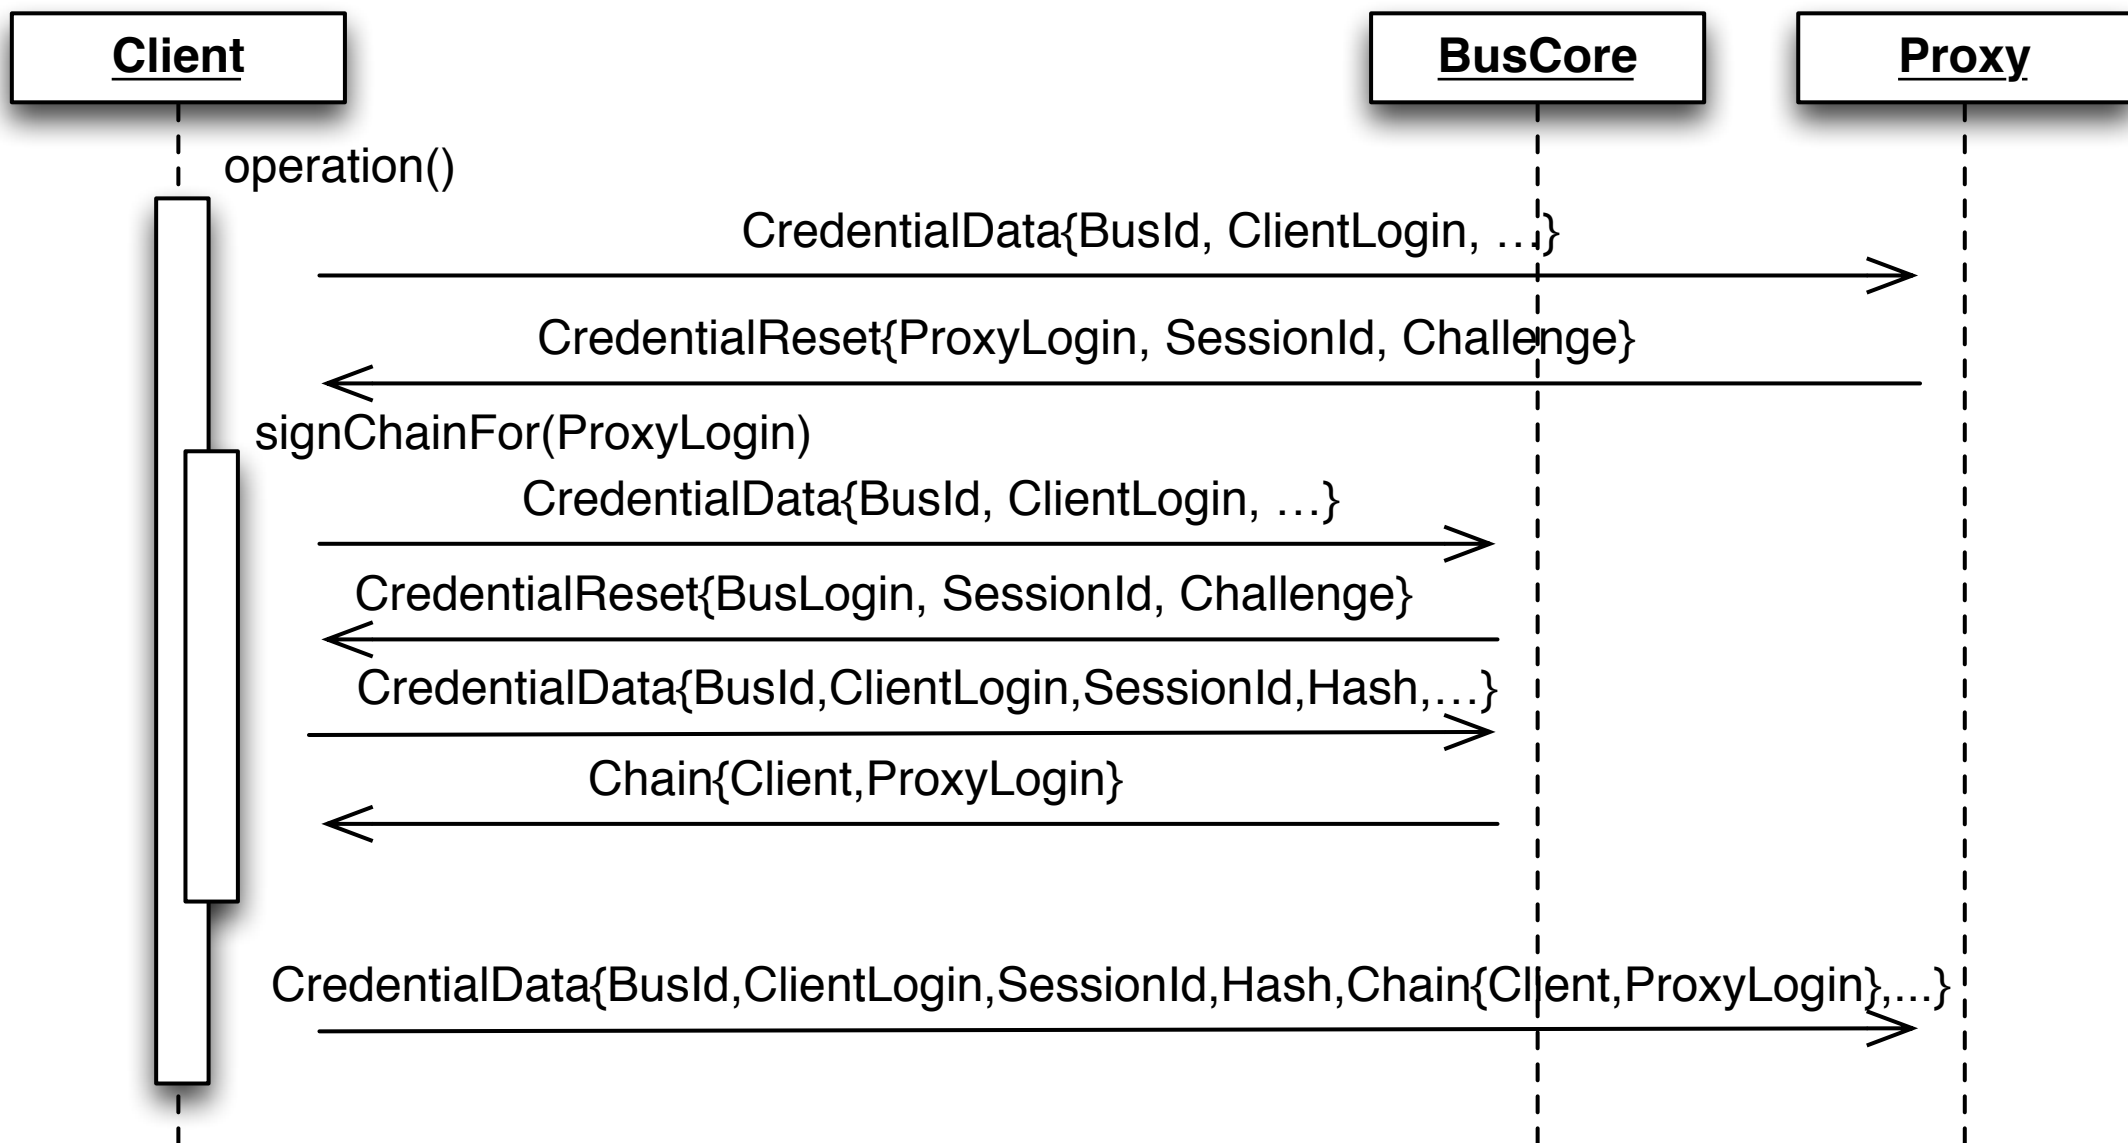 Client
BusCore
Proxy
operation()
CredentialData{BusId, ClientLogin, …}
CredentialReset{ProxyLogin, SessionId, Challenge}
signChainFor(ProxyLogin)
CredentialData{BusId, ClientLogin, …}
CredentialReset{BusLogin, SessionId, Challenge}
CredentialData{BusId,ClientLogin,SessionId,Hash,…}
Chain{Client,ProxyLogin}
CredentialData{BusId,ClientLogin,SessionId,Hash,Chain{Client,ProxyLogin},...}